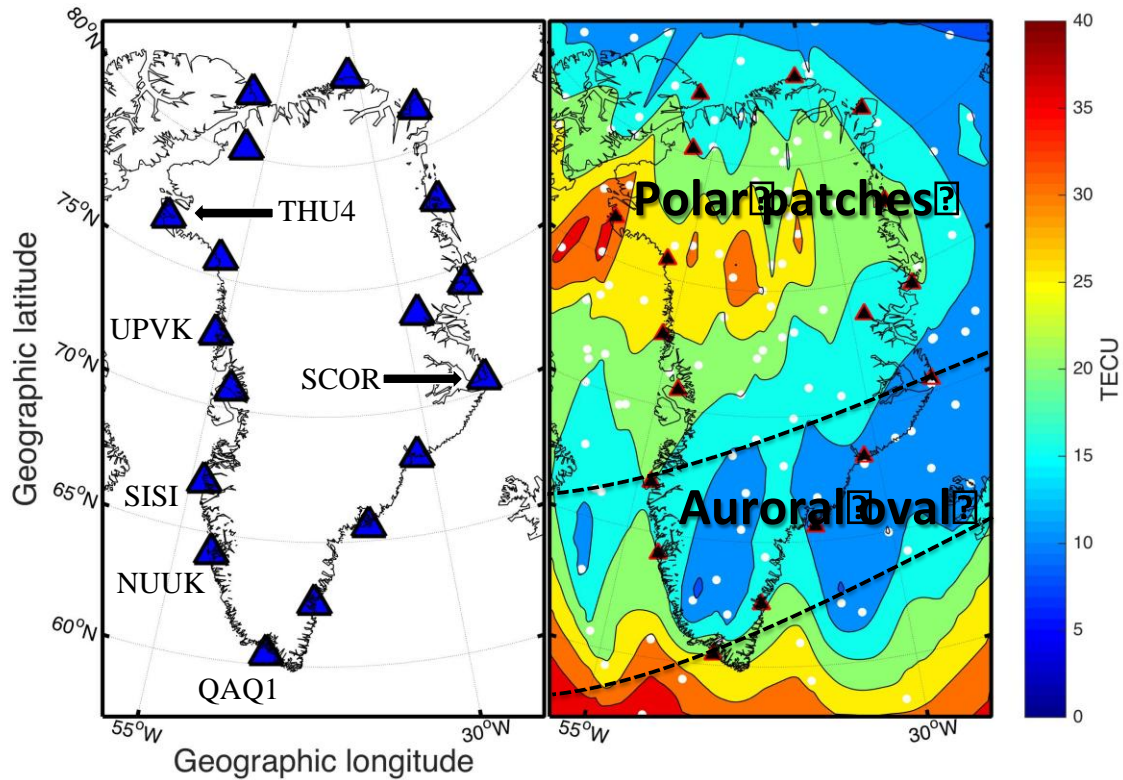 80°N
75°N
70°N
65°N
60°N
Geographic latitude
THU4
UPVK
SCOR
SISI
NUUK
QAQ1
55°W
30°W
Geographic longitude
Polar patches
Auroral oval
55°W
30°W
40
35
30
25
20
15
10
5
0
TECU